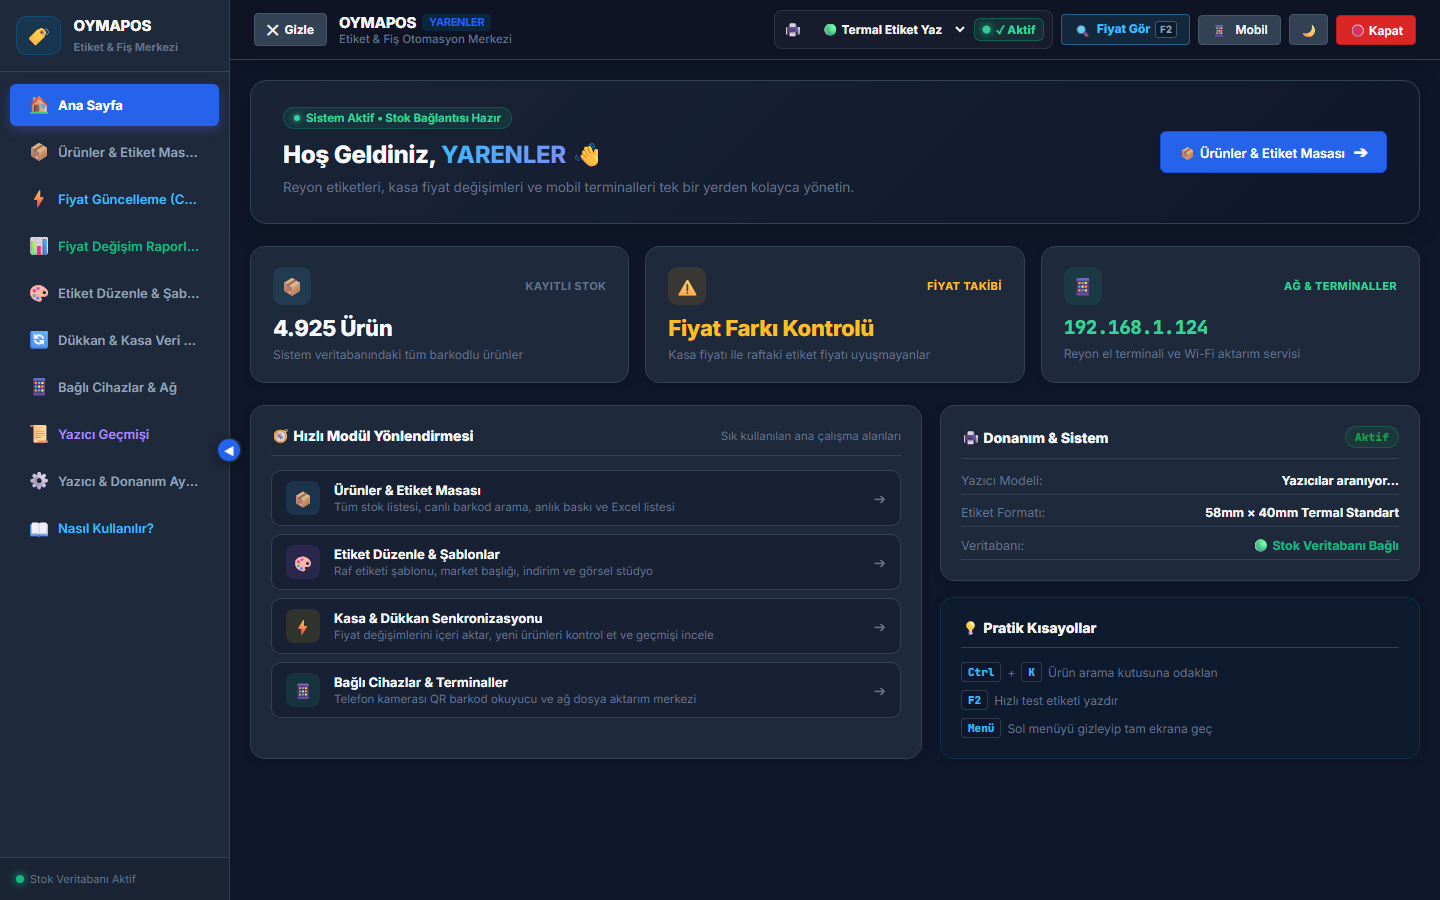 OYMAPOS
Etiket & Fiş Merkezi
Ana Sayfa
Ürünler & Etiket Mas...
Fiyat Güncelleme (C...
Fiyat Değişim Raporl...
Etiket Düzenle & Şab...
Dükkan & Kasa Veri ...
Bağlı Cihazlar & Ağ
Yazıcı Geçmişi
Yazıcı & Donanım Ay...
Nasıl Kullanılır?
Stok Veritabanı Aktif
✕ Gizle
OYMAPOS YARENLER
Etiket & Fiş Otomasyon Merkezi
Termal Etiket Yaz
✓ Aktif
Fiyat Gör F2
Mobil
Kapat
Sistem Aktif • Stok Bağlantısı Hazır
Hoş Geldiniz, YARENLER
Reyon etiketleri, kasa fiyat değişimleri ve mobil terminalleri tek bir yerden kolayca yönetin.
Ürünler & Etiket Masası ➔
KAYITLI STOK
4.925 Ürün
Sistem veritabanındaki tüm barkodlu ürünler
FİYAT TAKİBİ
Fiyat Farkı Kontrolü
Kasa fiyatı ile raftaki etiket fiyatı uyuşmayanlar
AĞ & TERMİNALLER
192.168.1.124
Reyon el terminali ve Wi-Fi aktarım servisi
Hızlı Modül Yönlendirmesi
Sık kullanılan ana çalışma alanları
Ürünler & Etiket Masası
Tüm stok listesi, canlı barkod arama, anlık baskı ve Excel listesi
Etiket Düzenle & Şablonlar
Raf etiketi şablonu, market başlığı, indirim ve görsel stüdyo
Kasa & Dükkan Senkronizasyonu
Fiyat değişimlerini içeri aktar, yeni ürünleri kontrol et ve geçmişi incele
Bağlı Cihazlar & Terminaller
Telefon kamerası QR barkod okuyucu ve ağ dosya aktarım merkezi
Donanım & Sistem
Aktif
Yazıcı Modeli: Yazıcılar aranıyor...
Etiket Formatı: 58mm × 40mm Termal Standart
Veritabanı: Stok Veritabanı Bağlı
Pratik Kısayollar
Ctrl + K Ürün arama kutusuna odaklan
F2 Hızlı test etiketi yazdır
Menü Sol menüyü gizleyip tam ekrana geç